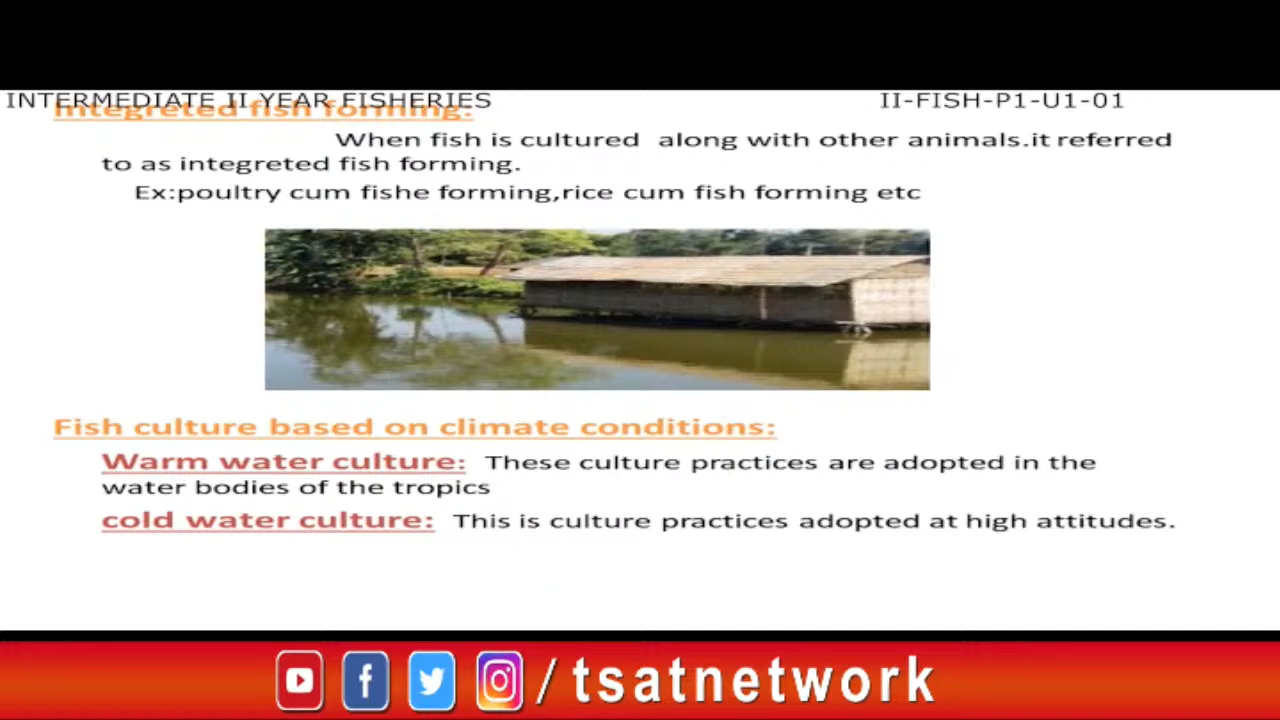 INTERMEDIATE II YEAR FISHERIES II-FISH-P1-U1-01
Integreted fish forming:
When fish is cultured along with other animals.it referred
to as integreted fish forming.
Ex:poultry cum fishe forming,rice cum fish forming etc
Fish culture based on climate conditions:
Warm water culture: These culture practices are adopted in the
water bodies of the tropics
cold water culture: This is culture practices adopted at high attitudes.
/tsatnetwork